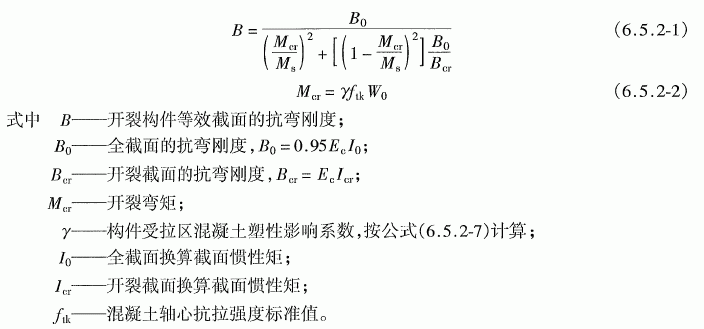 B = \frac{B_0}{\left(\frac{M_{cr}}{M_s}\right)^2 + \left[\left(1-\frac{M_{cr}}{M_s}\right)^2\right]\frac{B_0}{B_{cr}}} (6.5.2-1)
M_{cr} = γf_{tk}W_0 (6.5.2-2)
式中 B——开裂构件等效截面的抗弯刚度；
B_0——全截面的抗弯刚度，B_0=0.95E_cI_0；
B_{cr}——开裂截面的抗弯刚度，B_{cr}=E_cI_{cr}；
M_{cr}——开裂弯矩；
γ——构件受拉区混凝土塑性影响系数，按公式(6.5.2-7)计算；
I_0——全截面换算截面惯性矩；
I_{cr}——开裂截面换算截面惯性矩；
f_{tk}——混凝土轴心抗拉强度标准值。